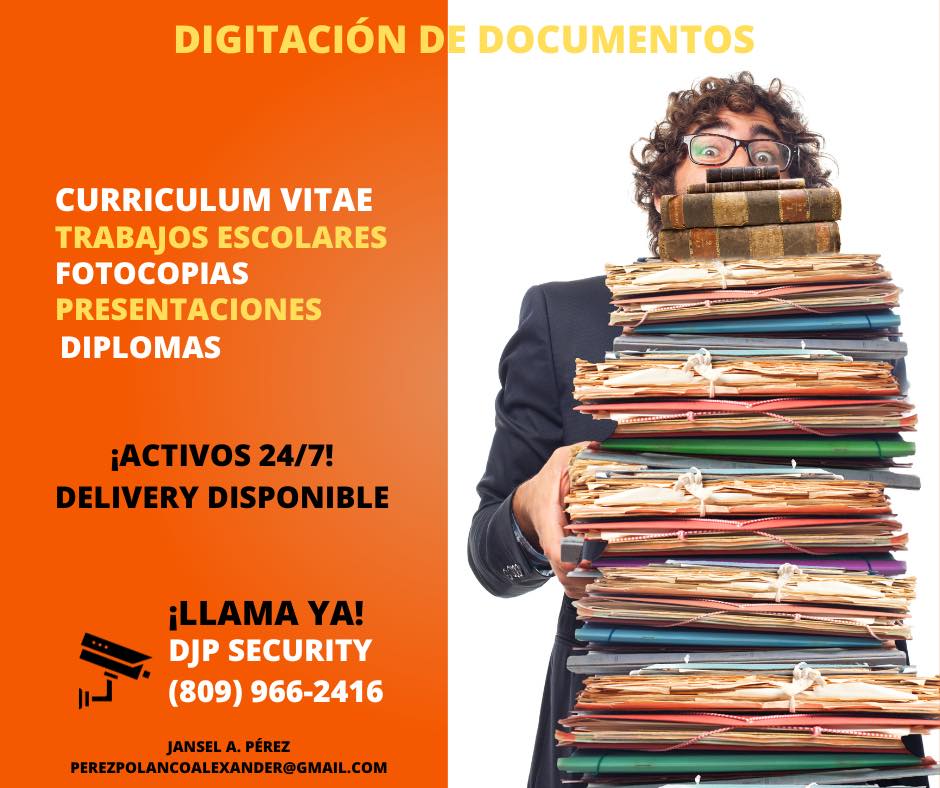 DIGITACIÓN DE DOCUMENTOS
CURRICULUM VITAE
TRABAJOS ESCOLARES
FOTOCOPIAS
PRESENTACIONES
DIPLOMAS
¡ACTIVOS 24/7!
DELIVERY DISPONIBLE
¡LLAMA YA!
DJP SECURITY
(809) 966-2416
JANSEL A. PÉREZ
PEREZPOLANCOALEXANDER@GMAIL.COM